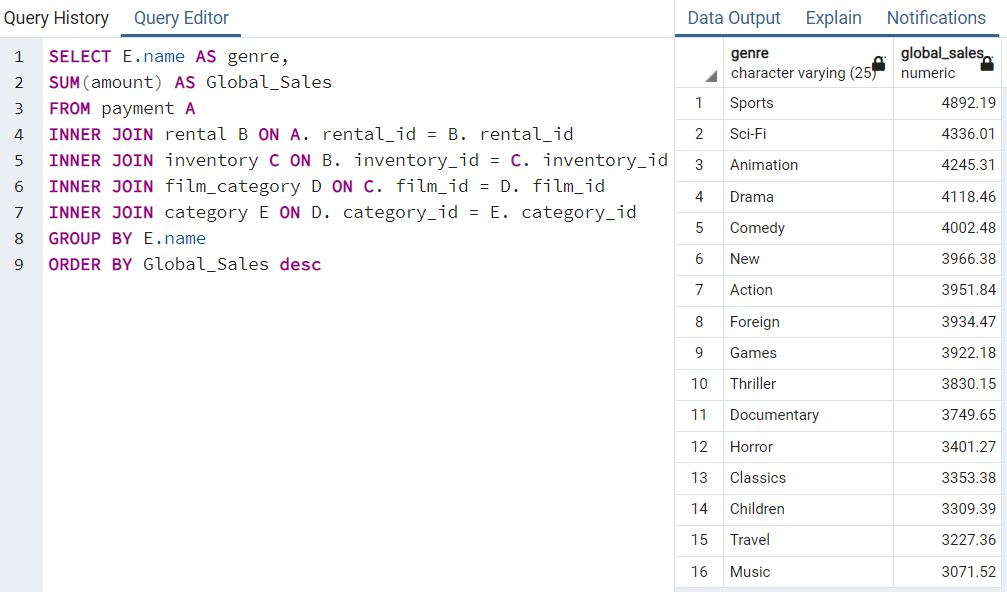 Query History Query Editor
1 SELECT E.name AS genre,
2 SUM(amount) AS Global_Sales
3 FROM payment A
4 INNER JOIN rental B ON A. rental_id = B. rental_id
5 INNER JOIN inventory C ON B. inventory_id = C. inventory_id
6 INNER JOIN film_category D ON C. film_id = D. film_id
7 INNER JOIN category E ON D. category_id = E. category_id
8 GROUP BY E.name
9 ORDER BY Global_Sales desc
Data Output Explain Notifications
genre global_sales
character varying (25) numeric
1 Sports 4892.19
2 Sci-Fi 4336.01
3 Animation 4245.31
4 Drama 4118.46
5 Comedy 4002.48
6 New 3966.38
7 Action 3951.84
8 Foreign 3934.47
9 Games 3922.18
10 Thriller 3830.15
11 Documentary 3749.65
12 Horror 3401.27
13 Classics 3353.38
14 Children 3309.39
15 Travel 3227.36
16 Music 3071.52